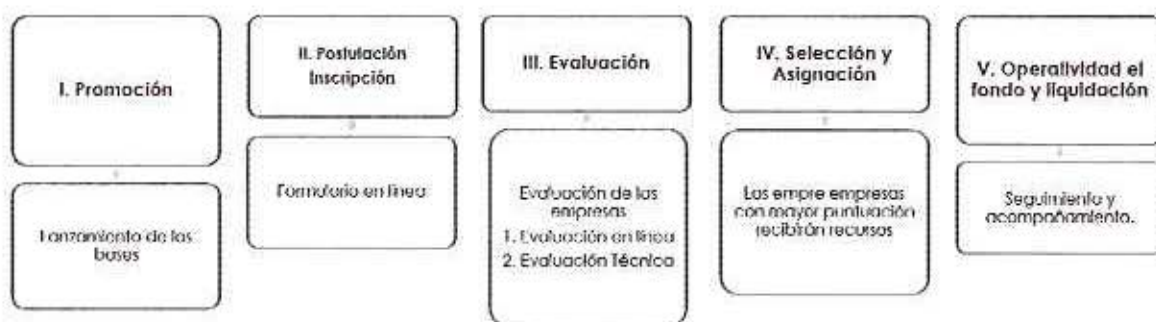 I. Promoción
Lanzamiento de las
bases
II. Postulación
Inscripción
Formulario en línea
III. Evaluación
Evaluación de las
empresas
1. Evaluación en línea
2. Evaluación Técnica
IV. Selección y
Asignación
Las empre empresas
con mayor puntuación
recibirán recursos
V. Operatividad el
fondo y liquidación
Seguimiento y
acompañamiento.